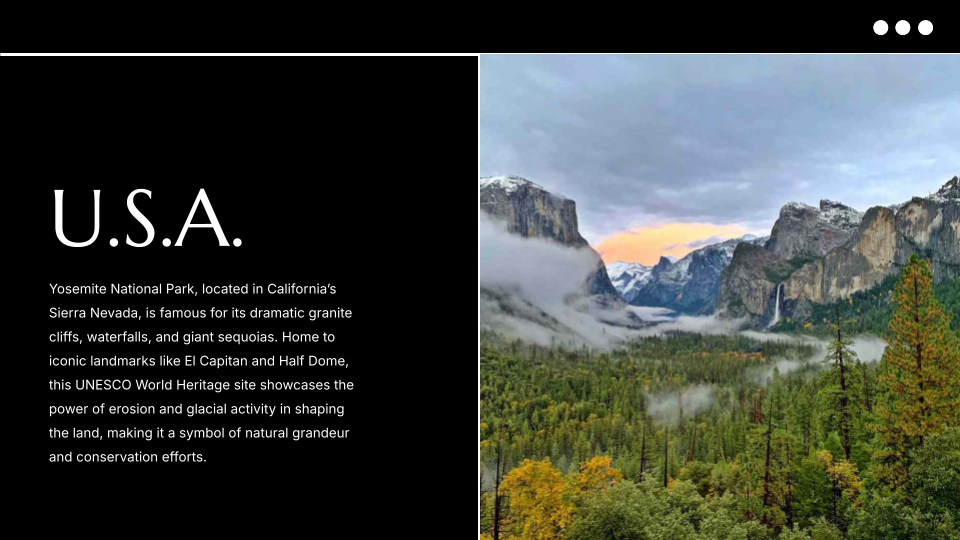 U.S.A.
Yosemite National Park, located in California’s
Sierra Nevada, is famous for its dramatic granite
cliffs, waterfalls, and giant sequoias. Home to
iconic landmarks like El Capitan and Half Dome,
this UNESCO World Heritage site showcases the
power of erosion and glacial activity in shaping
the land, making it a symbol of natural grandeur
and conservation efforts.